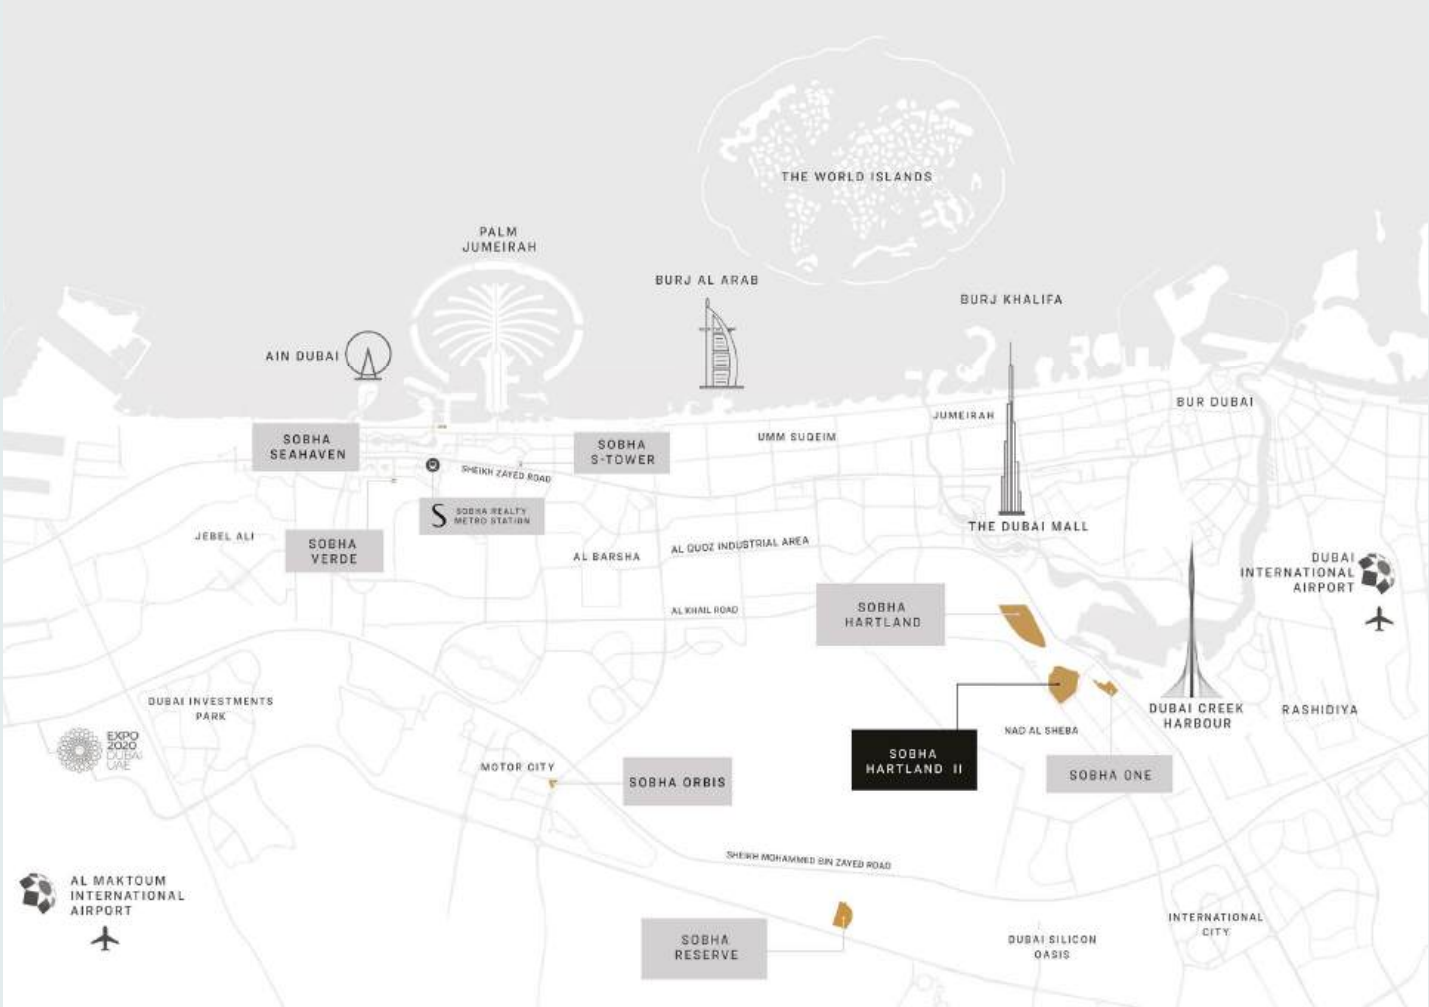 THE WORLD ISLANDS
PALM
JUMEIRAH
BURJ AL ARAB
BURJ KHALIFA
AIN DUBAI
JUMEIRAH
BUR DUBAI
SOBHA
SEAHAVEN
SOBHA
S-TOWER
UMM SUQEIM
SHEIKH ZAYED ROAD
S
SOBHA REALTY
METRO STATION
THE DUBAI MALL
JEBEL ALI
SOBHA
VERDE
AL BARSHA
AL QUOZ INDUSTRIAL AREA
DUBAI
INTERNATIONAL
AIRPORT
SOBHA
HARTLAND
AL KHAIL ROAD
DUBAI INVESTMENTS
PARK
DUBAI CREEK
HARBOUR
RASHIDIYA
NAD AL SHEBA
EXPO
2020
DUBAI
UAE
SOBHA
HARTLAND II
MOTOR CITY
SOBHA ORBIS
SOBHA ONE
SHEIKH MOHAMMED BIN ZAYED ROAD
AL MAKTOUM
INTERNATIONAL
AIRPORT
INTERNATIONAL
CITY
SOBHA
RESERVE
DUBAI SILICON
OASIS